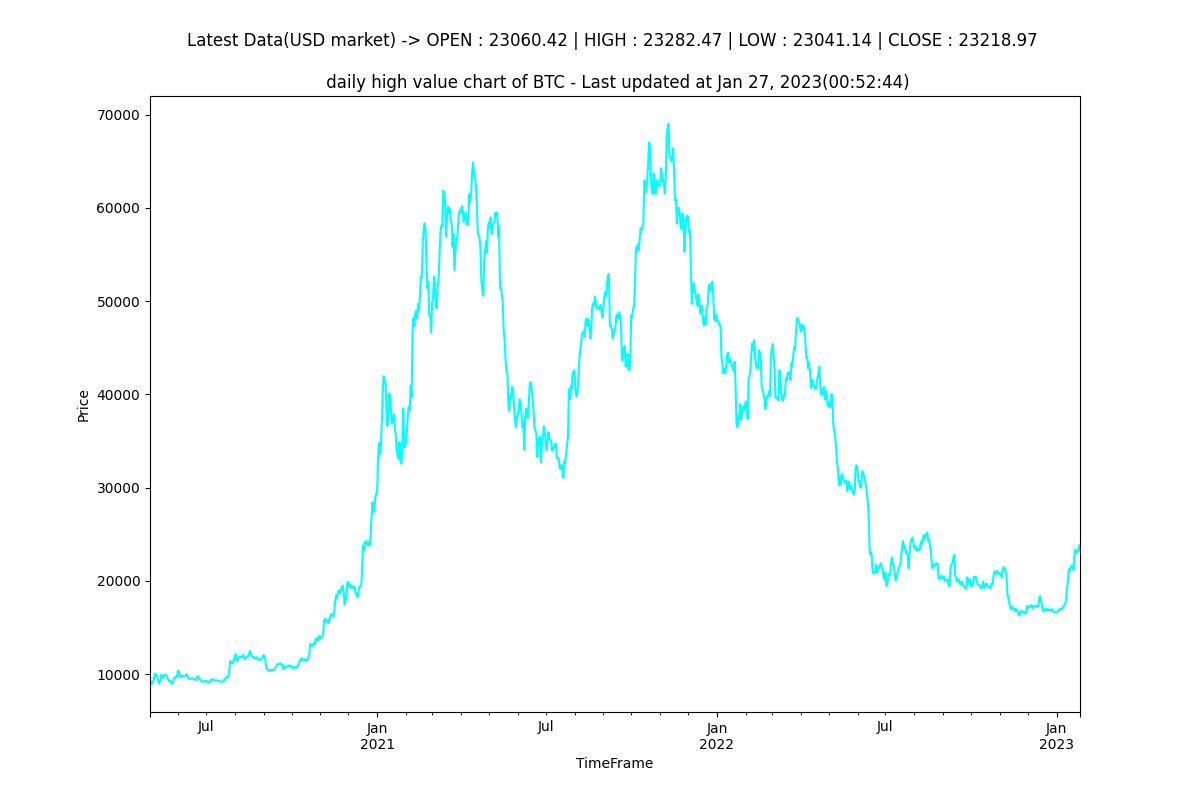 Latest Data(USD market) -> OPEN : 23060.42 | HIGH : 23282.47 | LOW : 23041.14 | CLOSE : 23218.97
daily high value chart of BTC - Last updated at Jan 27, 2023(00:52:44)
70000
60000
50000
40000
30000
20000
10000
Price
Jul
Jan
2021
Jul
Jan
2022
Jul
Jan
2023
TimeFrame